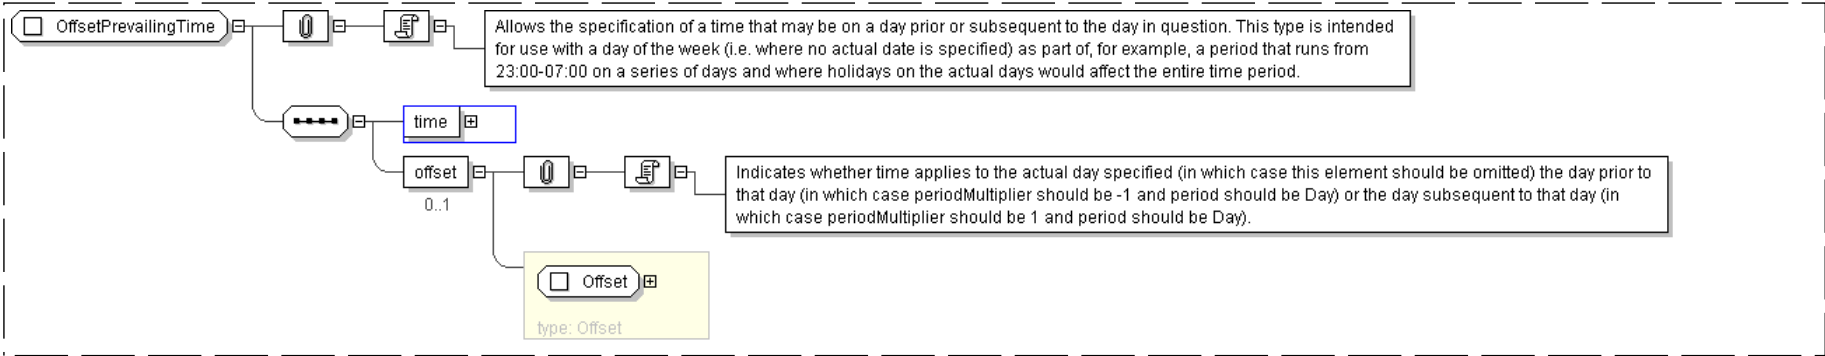 OffsetPrevailingTime
Allows the specification of a time that may be on a day prior or subsequent to the day in question. This type is intended
for use with a day of the week (i.e. where no actual date is specified) as part of, for example, a period that runs from
23:00-07:00 on a series of days and where holidays on the actual days would affect the entire time period.
time
offset
0..1
Indicates whether time applies to the actual day specified (in which case this element should be omitted) the day prior to
that day (in which case periodMultiplier should be -1 and period should be Day) or the day subsequent to that day (in
which case periodMultiplier should be 1 and period should be Day).
Offset
type: Offset